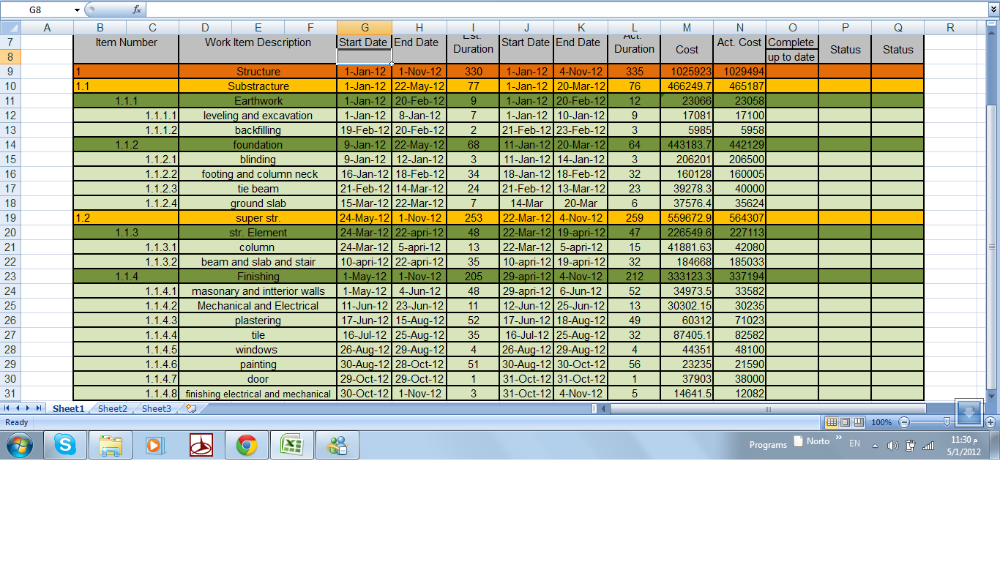 G8 fx
A B C D E F G H I J K L M N O P Q R
7 Item Number Work Item Description Start Date End Date Est. Duration Start Date End Date Act. Duration Cost Act. Cost Complete Status Status
8 up to date
9 1 Structure 1-Jan-12 1-Nov-12 330 1-Jan-12 4-Nov-12 335 1025923 1029494
10 1.1 Substracture 1-Jan-12 22-May-12 77 1-Jan-12 20-Mar-12 76 466249.7 465187
11 1.1.1 Earthwork 1-Jan-12 20-Feb-12 9 1-Jan-12 20-Feb-12 12 23066 23058
12 1.1.1.1 leveling and excavation 1-Jan-12 8-Jan-12 7 1-Jan-12 10-Jan-12 9 17081 17100
13 1.1.1.2 backfilling 19-Feb-12 20-Feb-12 2 21-Feb-12 23-Feb-12 3 5985 5958
14 1.1.2 foundation 9-Jan-12 22-May-12 68 11-Jan-12 20-Mar-12 64 443183.7 442129
15 1.1.2.1 blinding 9-Jan-12 12-Jan-12 3 11-Jan-12 14-Jan-12 3 206201 206500
16 1.1.2.2 footing and column neck 16-Jan-12 18-Feb-12 34 18-Jan-12 18-Feb-12 32 160128 160005
17 1.1.2.3 tie beam 21-Feb-12 14-Mar-12 24 21-Feb-12 13-Mar-12 23 39278.3 40000
18 1.1.2.4 ground slab 15-Mar-12 22-Mar-12 7 14-Mar 20-Mar 6 37576.4 35624
19 1.2 super str. 24-May-12 1-Nov-12 253 22-Mar-12 4-Nov-12 259 559672.9 564307
20 1.1.3 str. Element 24-Mar-12 22-apri-12 48 22-Mar-12 19-apri-12 47 226549.6 227113
21 1.1.3.1 column 24-Mar-12 5-apri-12 13 22-Mar-12 5-apri-12 15 41881.63 42080
22 1.1.3.2 beam and slab and stair 10-apri-12 22-apri-12 35 10-apri-12 19-apri-12 32 184668 185033
23 1.1.4 Finishing 1-May-12 1-Nov-12 205 29-apri-12 4-Nov-12 212 333123.3 337194
24 1.1.4.1 masonary and intterior walls 1-May-12 4-Jun-12 48 29-apri-12 6-Jun-12 52 34973.5 33582
25 1.1.4.2 Mechanical and Electrical 11-Jun-12 23-Jun-12 11 12-Jun-12 25-Jun-12 13 30302.15 30235
26 1.1.4.3 plastering 17-Jun-12 15-Aug-12 52 17-Jun-12 18-Aug-12 49 60312 71023
27 1.1.4.4 tile 16-Jul-12 25-Aug-12 35 16-Jul-12 25-Aug-12 32 87405.1 82582
28 1.1.4.5 windows 26-Aug-12 29-Aug-12 4 26-Aug-12 29-Aug-12 4 44351 48100
29 1.1.4.6 painting 30-Aug-12 28-Oct-12 51 30-Aug-12 30-Oct-12 56 23235 21590
30 1.1.4.7 door 29-Oct-12 29-Oct-12 1 31-Oct-12 31-Oct-12 1 37903 38000
31 1.1.4.8 finishing electrical and mechanical 30-Oct-12 1-Nov-12 3 31-Oct-12 4-Nov-12 5 14641.5 12082
Sheet1 Sheet2 Sheet3
Ready 100%
Programs Norto » EN 11:30 م
5/1/2012